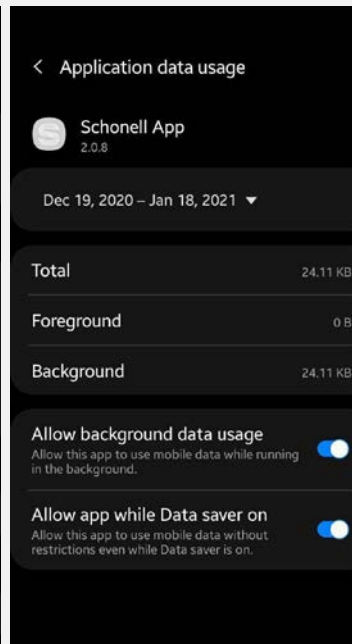 Application data usage
Schonell App
2.0.8
Dec 19, 2020 – Jan 18, 2021
Total
24.11 KB
Foreground
0 B
Background
24.11 KB
Allow background data usage
Allow this app to use mobile data while running
in the background.
Allow app while Data saver on
Allow this app to use mobile data without
restrictions even while Data saver is on.